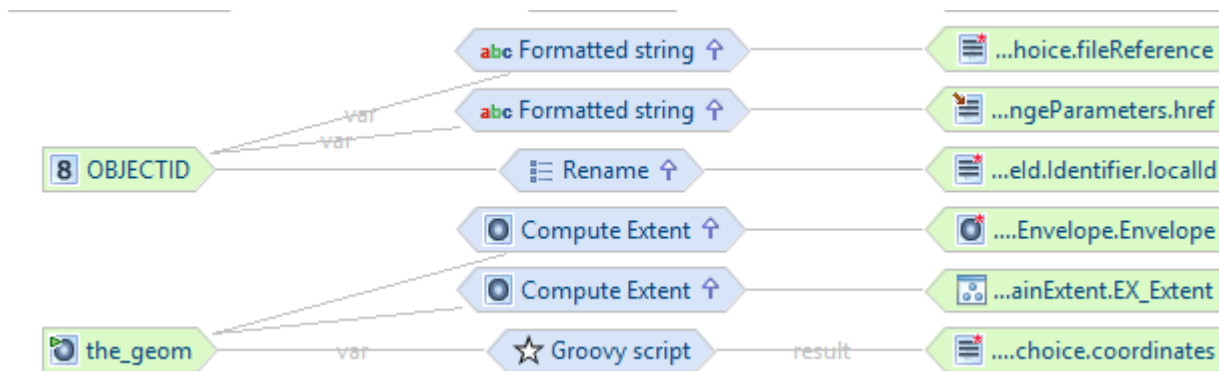 abc Formatted string
...hoice.fileReference
var
abc Formatted string
...ngeParameters.href
var
8 OBJECTID
Rename
...eld.Identifier.localId
Compute Extent
....Envelope.Envelope
Compute Extent
...ainExtent.EX_Extent
the_geom
var
Groovy script
result
....choice.coordinates